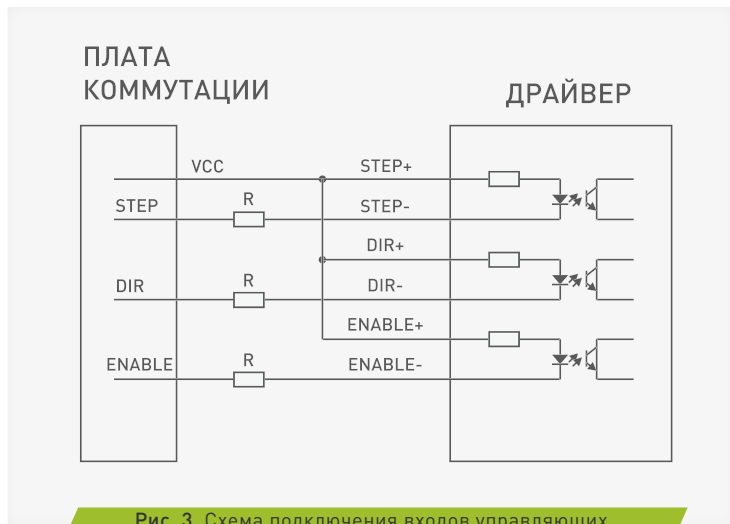 ПЛАТА
КОММУТАЦИИ
ДРАЙВЕР
VCC
STEP+
STEP
R
STEP-
DIR+
DIR
R
DIR-
ENABLE+
ENABLE
R
ENABLE-
Рис. 3. Схема подключения входов управляющих